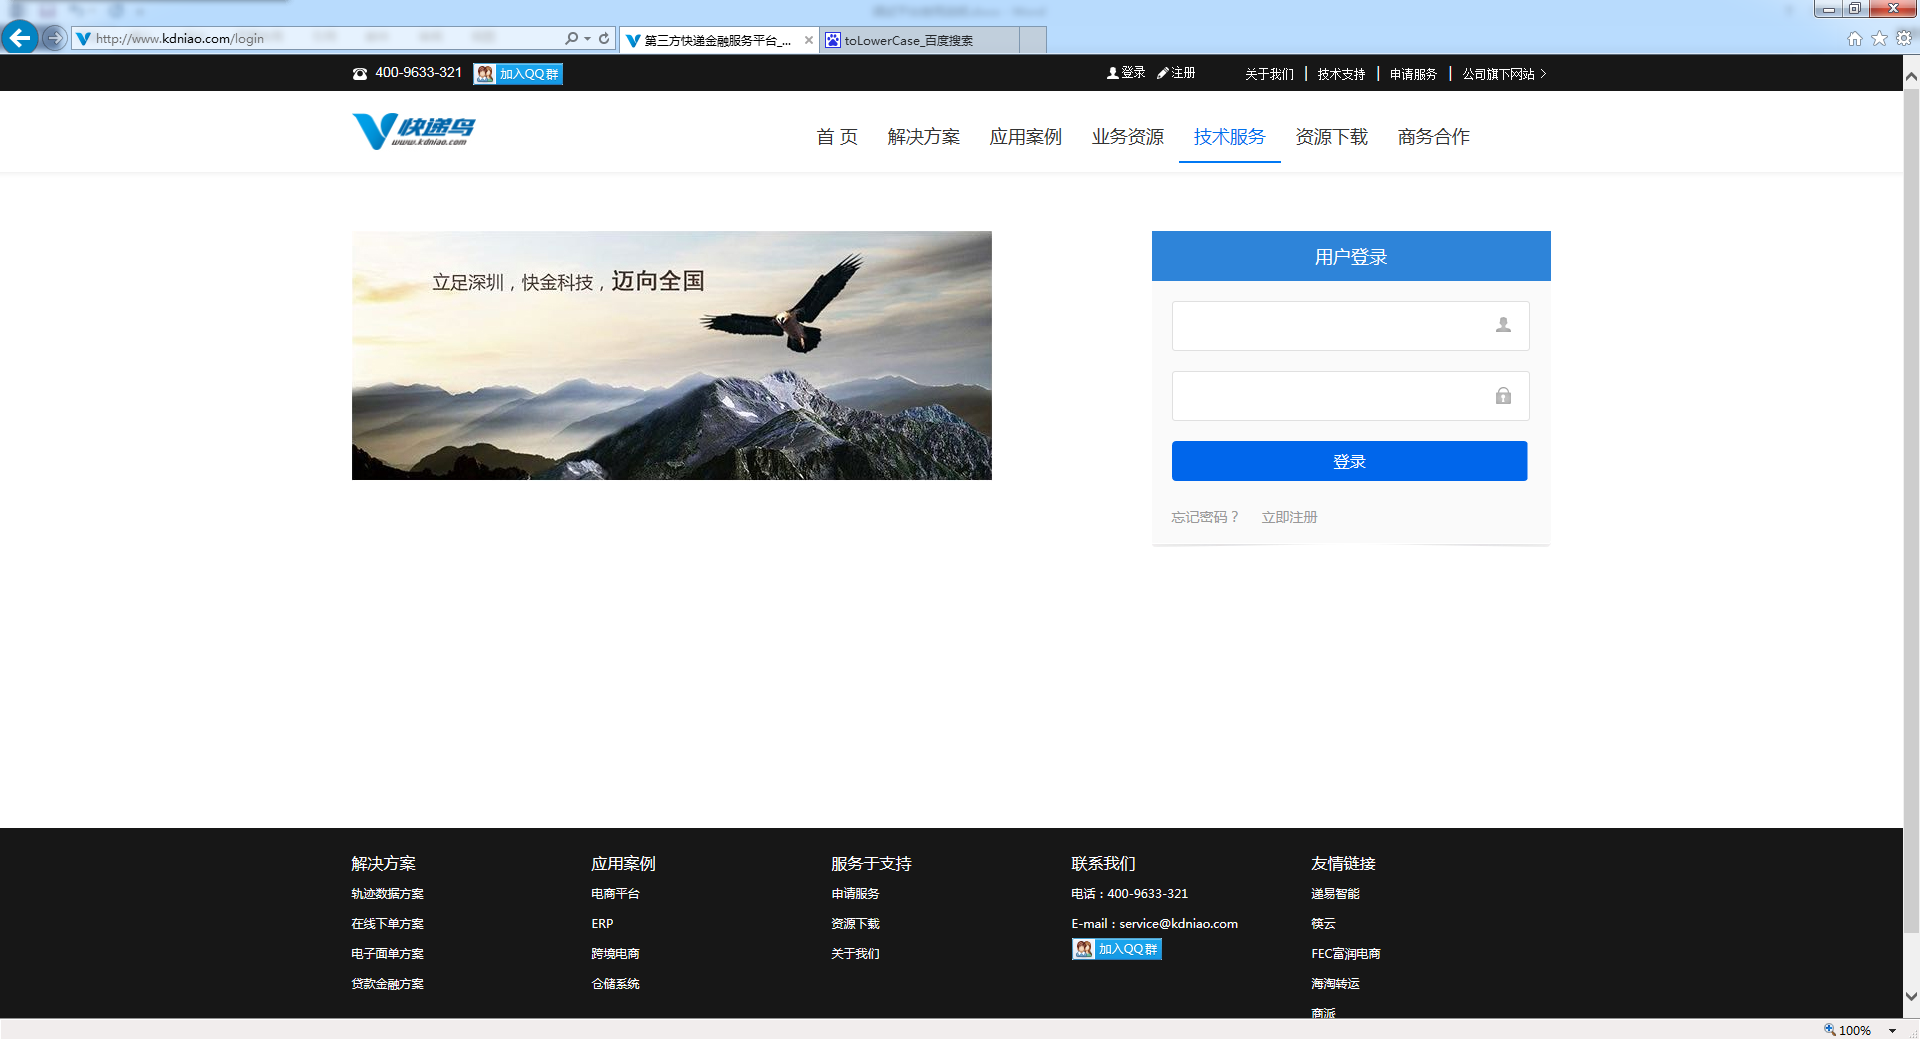 http://www.kdniao.com/login
第三方快递金融服务平台_...
toLowerCase_百度搜索
400-9633-321
加入QQ群
登录
注册
关于我们
技术支持
申请服务
公司旗下网站
快递鸟
www.kdniao.com
首 页
解决方案
应用案例
业务资源
技术服务
资源下载
商务合作
立足深圳，快金科技，迈向全国
用户登录
登录
忘记密码？
立即注册
解决方案
轨迹数据方案
在线下单方案
电子面单方案
贷款金融方案
应用案例
电商平台
ERP
跨境电商
仓储系统
服务于支持
申请服务
资源下载
关于我们
联系我们
电话：400-9633-321
E-mail：service@kdniao.com
加入QQ群
友情链接
递易智能
筷云
FEC富润电商
海淘转运
商派
100%